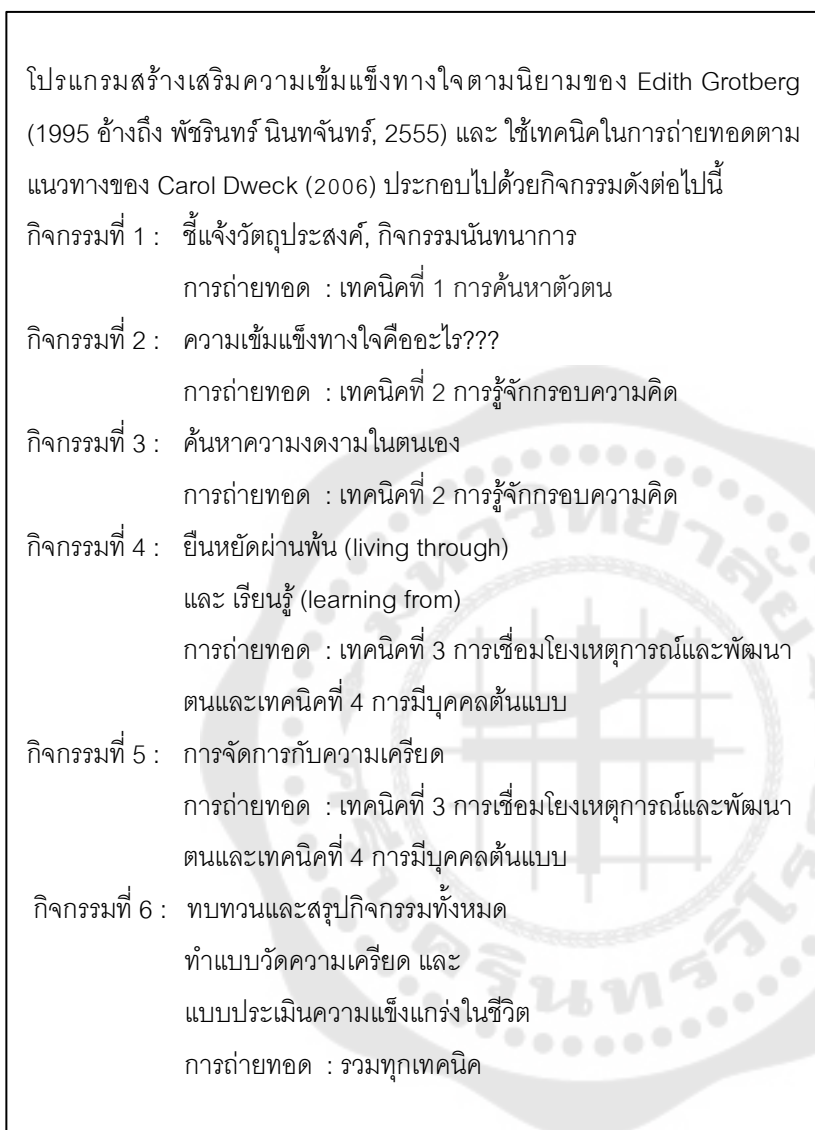 โปรแกรมสร้างเสริมความเข้มแข็งทางใจตามนิยามของ Edith Grotberg
(1995 อ้างถึง พัชรินทร์ นินทจันทร์, 2555) และ ใช้เทคนิคในการถ่ายทอดตาม
แนวทางของ Carol Dweck (2006) ประกอบไปด้วยกิจกรรมดังต่อไปนี้
กิจกรรมที่ 1 : ชี้แจ้งวัตถุประสงค์, กิจกรรมนันทนาการ
การถ่ายทอด : เทคนิคที่ 1 การค้นหาตัวตน
กิจกรรมที่ 2 : ความเข้มแข็งทางใจคืออะไร???
การถ่ายทอด : เทคนิคที่ 2 การรู้จักกรอบความคิด
กิจกรรมที่ 3 : ค้นหาความงดงามในตนเอง
การถ่ายทอด : เทคนิคที่ 2 การรู้จักกรอบความคิด
กิจกรรมที่ 4 : ยืนหยัดผ่านพ้น (living through)
และ เรียนรู้ (learning from)
การถ่ายทอด : เทคนิคที่ 3 การเชื่อมโยงเหตุการณ์และพัฒนา
ตนและเทคนิคที่ 4 การมีบุคคลต้นแบบ
กิจกรรมที่ 5 : การจัดการกับความเครียด
การถ่ายทอด : เทคนิคที่ 3 การเชื่อมโยงเหตุการณ์และพัฒนา
ตนและเทคนิคที่ 4 การมีบุคคลต้นแบบ
กิจกรรมที่ 6 : ทบทวนและสรุปกิจกรรมทั้งหมด
ทำแบบวัดความเครียด และ
แบบประเมินความแข็งแกร่งในชีวิต
การถ่ายทอด : รวมทุกเทคนิค